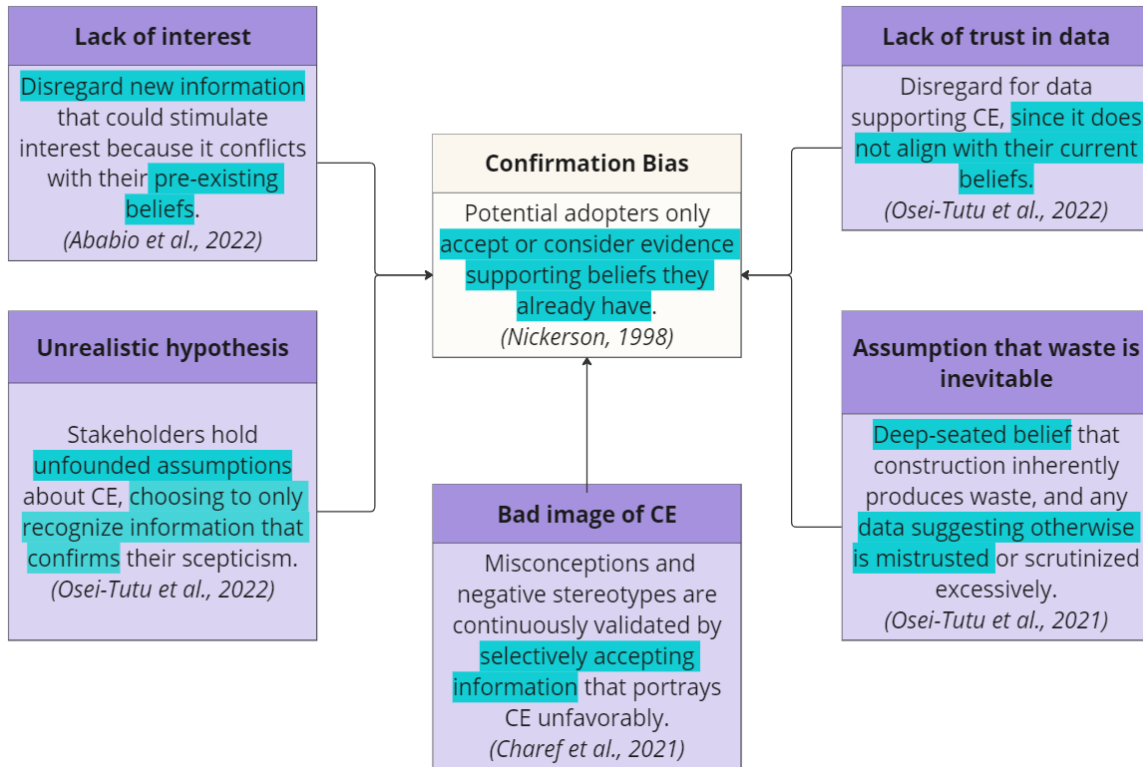 Lack of interest
Disregard new information
that could stimulate
interest because it conflicts
with their pre-existing
beliefs.
(Ababio et al., 2022)
Lack of trust in data
Disregard for data
supporting CE, since it does
not align with their current
beliefs.
(Osei-Tutu et al., 2022)
Confirmation Bias
Potential adopters only
accept or consider evidence
supporting beliefs they
already have.
(Nickerson, 1998)
Unrealistic hypothesis
Stakeholders hold
unfounded assumptions
about CE, choosing to only
recognize information that
confirms their scepticism.
(Osei-Tutu et al., 2022)
Assumption that waste is
inevitable
Deep-seated belief that
construction inherently
produces waste, and any
data suggesting otherwise
is mistrusted or scrutinized
excessively.
(Osei-Tutu et al., 2021)
Bad image of CE
Misconceptions and
negative stereotypes are
continuously validated by
selectively accepting
information that portrays
CE unfavorably.
(Charef et al., 2021)